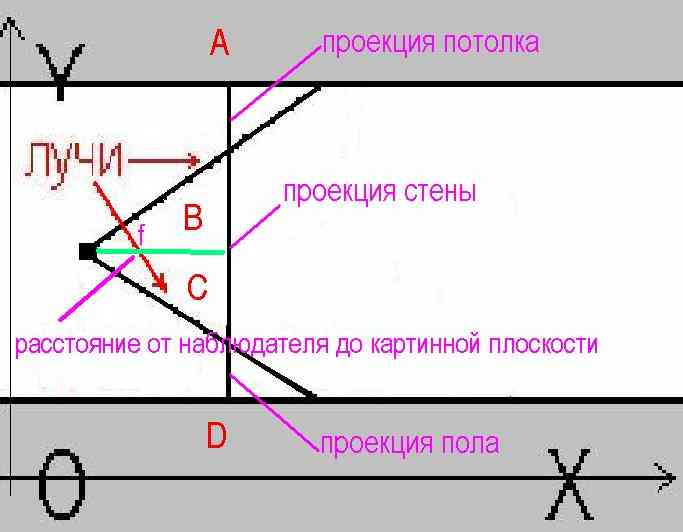 A
проекция потолка
Y
ЛУЧИ
проекция стены
B
f
C
расстояние от наблюдателя до картинной плоскости
D
проекция пола
O
X